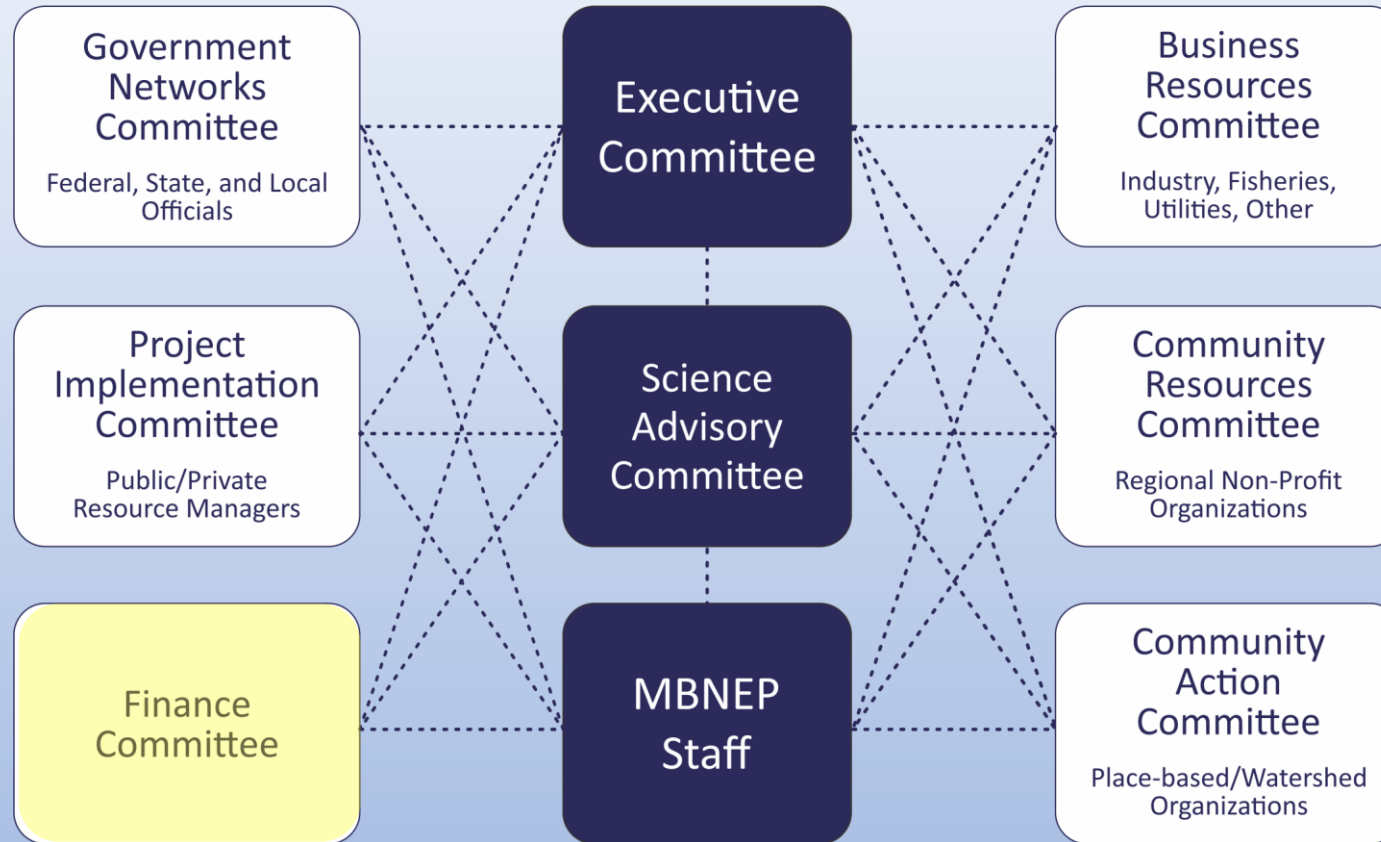 Government
Networks
Committee
Federal, State, and Local
Officials
Executive
Committee
Business
Resources
Committee
Industry, Fisheries,
Utilities, Other
Project
Implementation
Committee
Public/Private
Resource Managers
Science
Advisory
Committee
Community
Resources
Committee
Regional Non-Profit
Organizations
Finance
Committee
MBNEP
Staff
Community
Action
Committee
Place-based/Watershed
Organizations